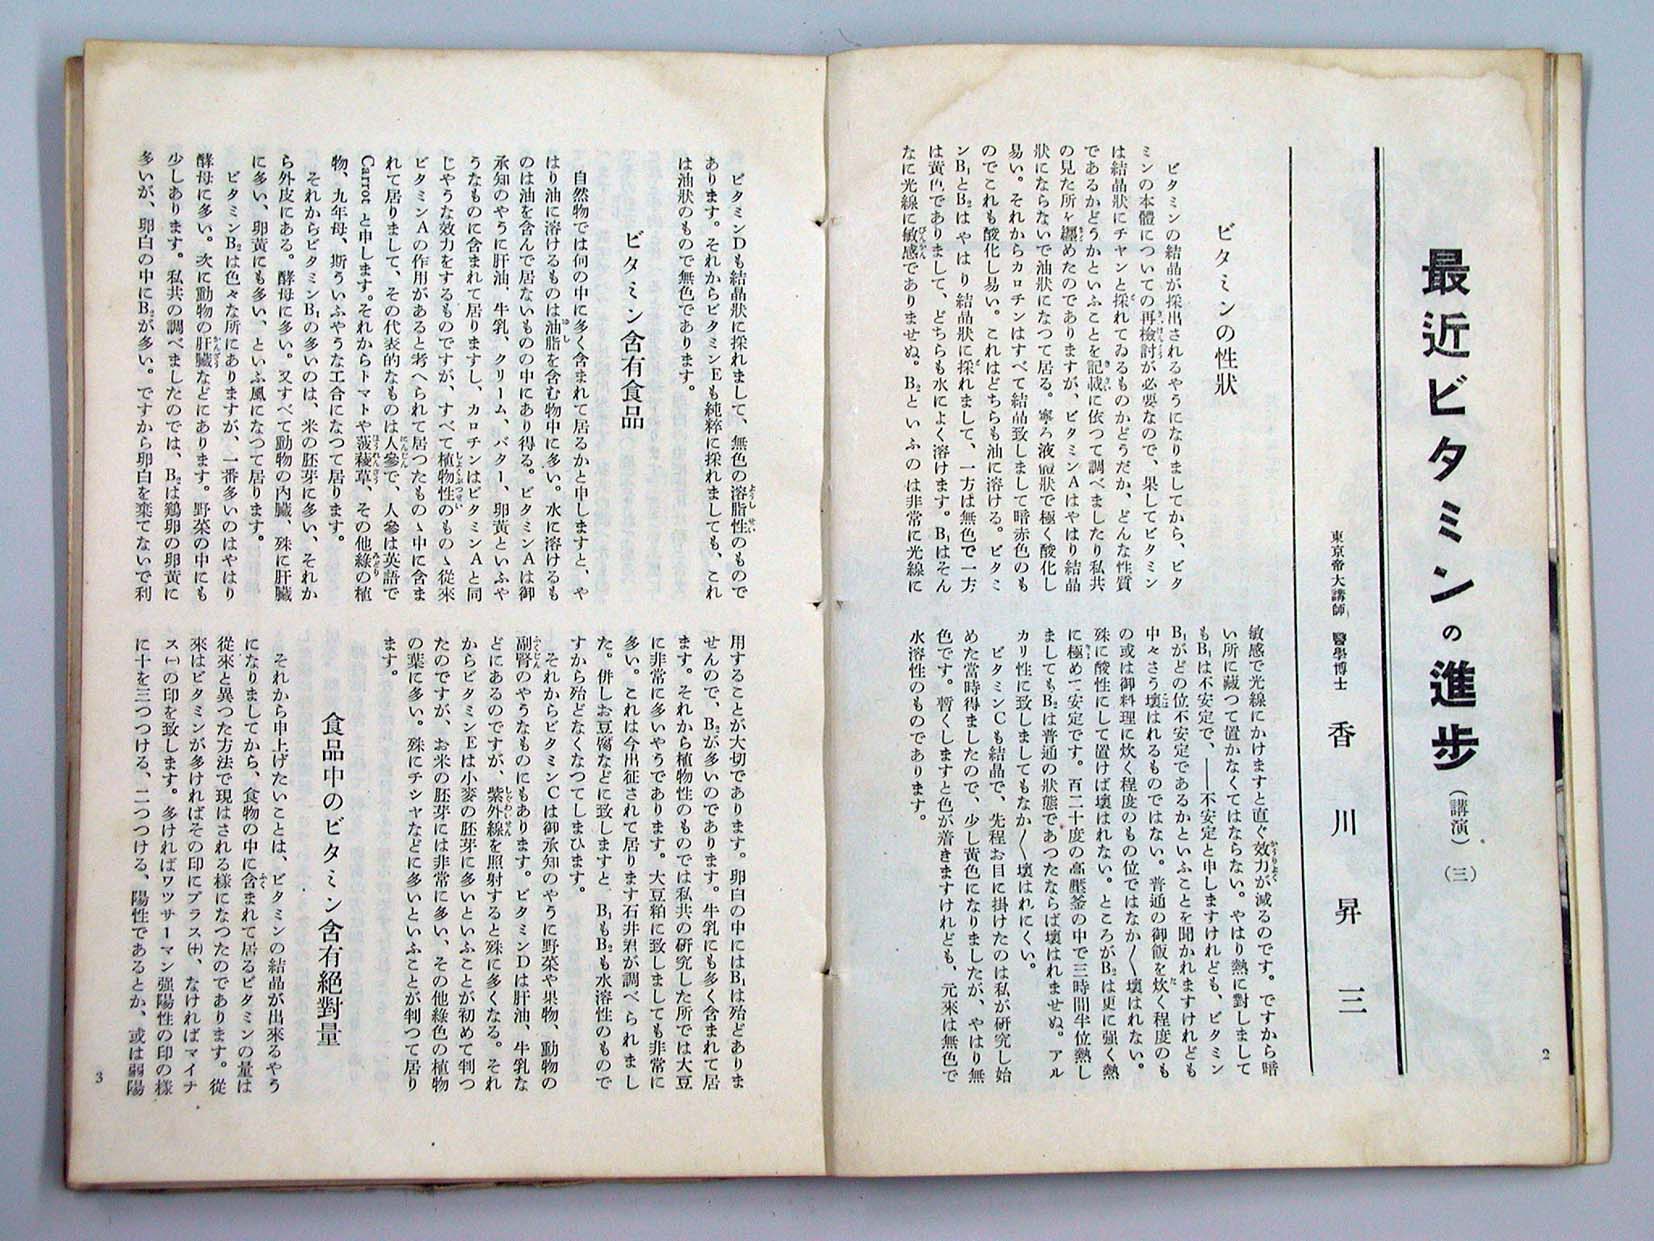 最近ビタミンの進步(講演)(三)
東京帝大講師 醫學博士 香川昇三
ビタミンの性狀
ビタミンの結晶が採出されるやうになりましてから、ビタ
ミンの本體についての再檢討が必要なので、果してビタミン
は結晶狀にチャンと採れてゐるものかどうだか、どんな性質
であるかどうかといふことを記載に依つて調べましたり私共
の見た所を纒めたのでありますが、ビタミンAはやはり結晶
狀にならないで油狀になつて居る。寧ろ液體狀で極く酸化し
易い。それからカロチンはすべて結晶致しまして暗赤色のも
のでこれも酸化し易い。これはどちらも油に溶ける。ビタミ
ンB₁とB₂はやはり結晶狀に採れまして、一方は無色で一方
は黃色でありまして、どちらも水によく溶けます。B₁はそん
なに光線に敏感でありませぬ。B₂といふのは非常に光線に
敏感で光線にかけますと直ぐ效力が減るのです。ですから暗
い所に藏つて置かなくてはならない。やはり熱に對しまして
もB₁は不安定で、――不安定と申しますけれども、ビタミン
B₁がどの位不安定であるかといふことを聞かれますけれども
中々さう壞はれるものではない。普通の御飯を炊く程度のも
の或は御料理に炊く程度のもの位ではなか〱壞はれない。
殊に酸性にして置けば壞はれない。ところがB₂は更に强く熱
に極めて安定です。百二十度の高壓釜の中で三時間半位熱し
ましてもB₂は普通の狀態であつたならば壞はれませぬ。アル
カリ性に致しましてもなか〱壞はれにくい。
ビタミンCも結晶で、先程お目に掛けたのは私が硏究し始
めた當時得ましたので、少し黃色になりましたが、やはり無
色です。暫くしますと色が着きますけれども、元來は無色で
水溶性のものであります。
2
ビタミンDも結晶狀に採れまして、無色の溶脂性のもので
あります。それからビタミンEも純粹に採れましても、これ
は油狀のもので無色であります。
ビタミン含有食品
自然物では何の中に多く含まれて居るかと申しますと、や
はり油に溶けるものは油脂を含む物中に多い。水に溶けるも
のは油を含んで居ないものの中にあり得る。ビタミンAは御
承知のやうに肝油、牛乳、クリーム、バター、卵黃といふや
うなものに含まれて居りますし、カロチンはビタミンAと同
じやうな效力をするものですが、すべて植物性のものゝ從來
ビタミンAの作用があると考へられて居つたものゝ中に含ま
れて居りまして、その代表的なものは人參で、人參は英語で
Carrot と申します。それからトマトや菠薐草、その他綠の植
物、九年母、斯ういふやうな工合になつて居ります。
それからビタミンB₁の多いのは、米の胚芽に多い、それか
ら外皮にある。酵母に多い。又すべて動物の內臟、殊に肝臟
に多い、卵黃にも多い、といふ風になつて居ります。
ビタミンB₂は色々な所にありますが、一番多いのはやはり
酵母に多い。次に動物の肝臟などにあります。野菜の中にも
少しあります。私共の調べましたのでは、B₂は鷄卵の卵黃に
多いが、卵白の中にB₂が多い。ですから卵白を棄てないで利
用することが大切であります。卵白の中にはB₁は殆どありま
せんので、B₂が多いのであります。牛乳にも多く含まれて居
ます。それから植物性のものでは私共の硏究した所では大豆
に非常に多いやうであります。大豆粕に致しましても非常に
多い。これは今出征されて居ります石井君が調べられまし
た。併しお豆腐などに致しますと、B₁もB₂も水溶性のもので
すから殆どなくなつてしまひます。
それからビタミンCは御承知のやうに野菜や果物、動物の
副腎のやうなものにもあります。ビタミンDは肝油、牛乳な
どにあるのですが、紫外線を照射すると殊に多くなる。それ
からビタミンEは小麥の胚芽に多いといふことが初めて判つ
たのですが、お米の胚芽には非常に多い、その他綠色の植物
の葉に多い。殊にチシヤなどに多いといふことが判つて居り
ます。
食品中のビタミン含有絕對量
それから申上げたいことは、ビタミンの結晶が出來るやう
になりましてから、食物の中に含まれて居るビタミンの量は
從來と異つた方法で現はされる樣になつたのであります。從
來はビタミンが多ければその印にプラス(+)、なければマイナ
ス(−)の印を致します。多ければワツサーマン强陽性の印の樣
に十を三つつける、二つつける、陽性であるとか、或は弱陽
3